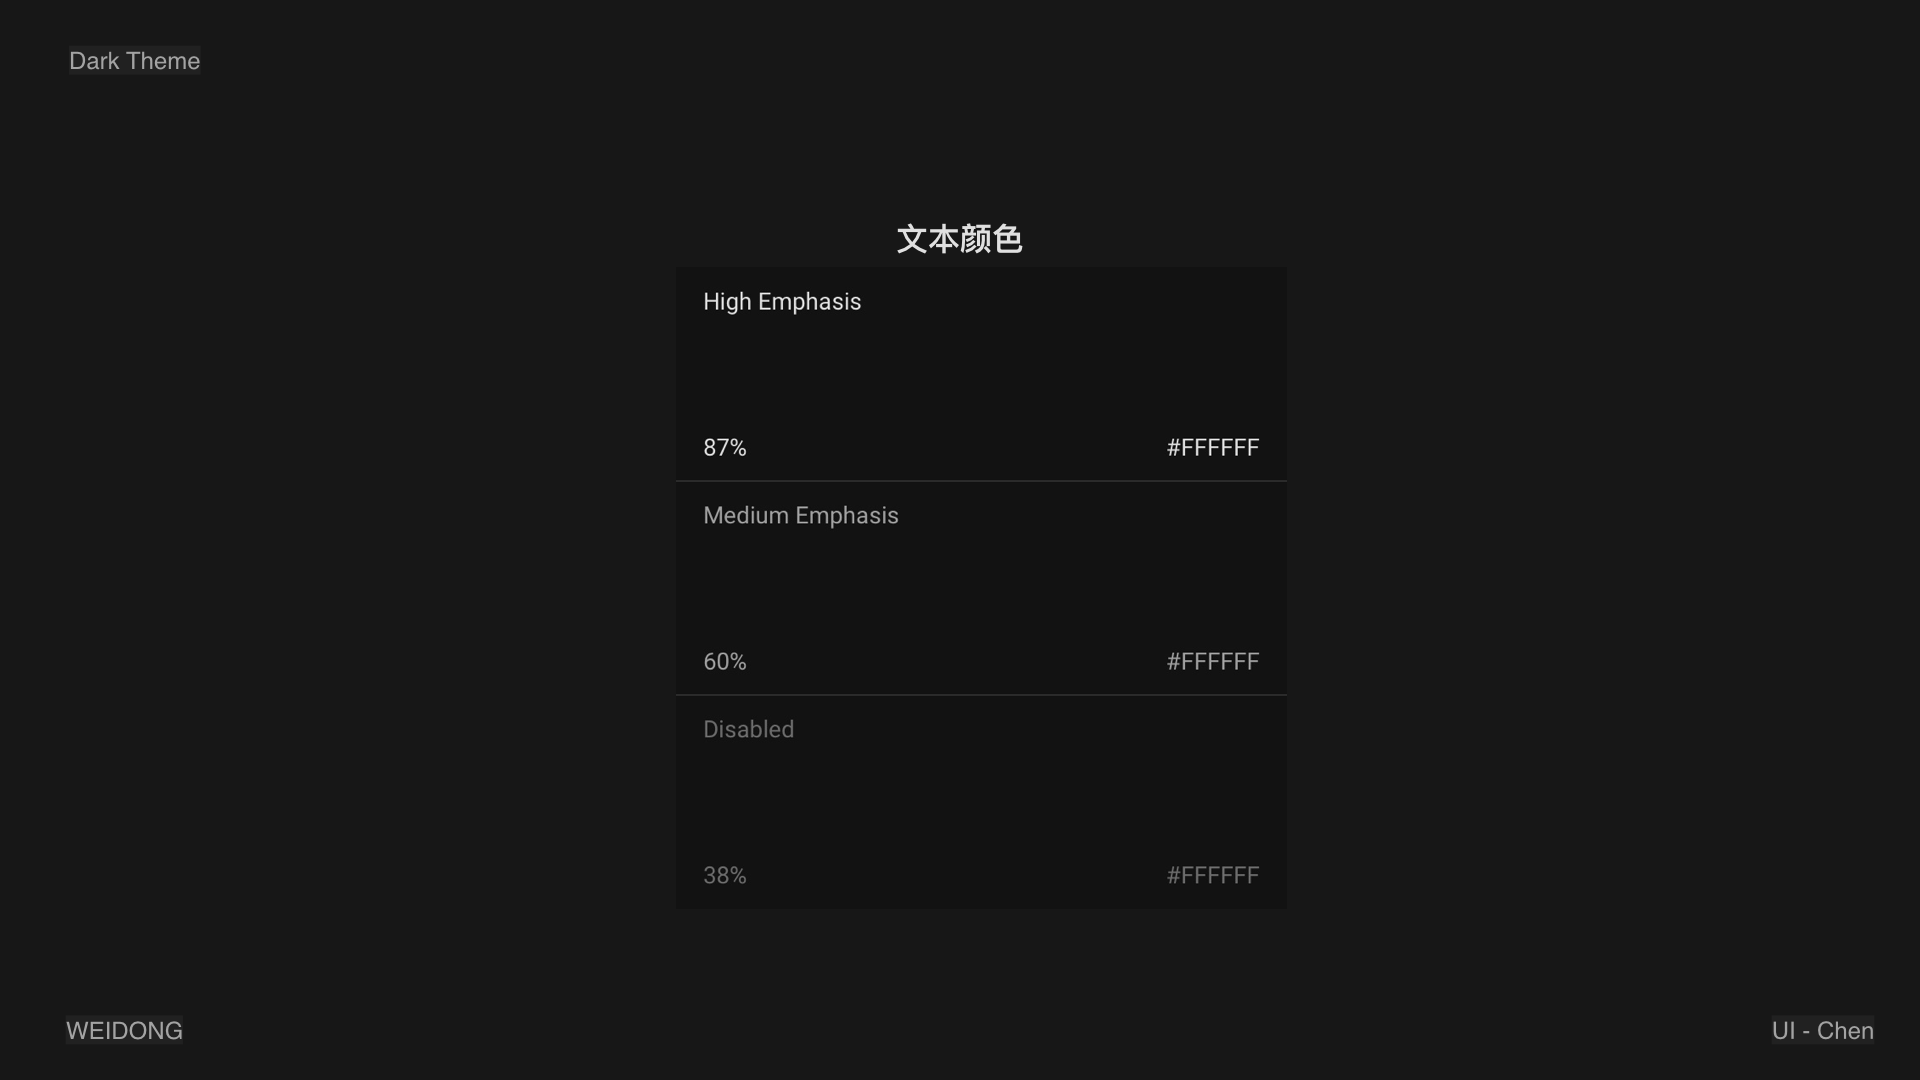 Dark Theme
文本颜色
High Emphasis
87% #FFFFFF
Medium Emphasis
60% #FFFFFF
Disabled
38% #FFFFFF
WEIDONG
UI - Chen